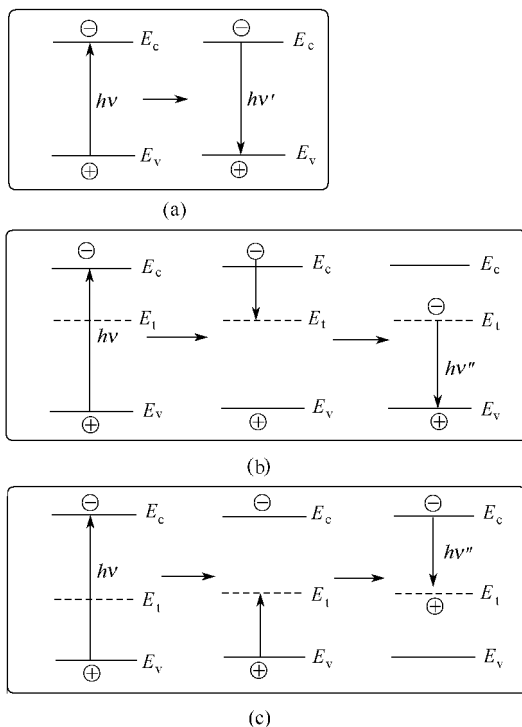 ⊖ E_c ⊖ E_c
hν hν′
E_v E_v
⊕ ⊕
(a)
⊖ E_c ⊖ E_c E_c
⊖
E_t E_t E_t
hν hν″
E_v E_v E_v
⊕ ⊕ ⊕
(b)
⊖ E_c ⊖ E_c ⊖ E_c
hν hν″
E_t E_t E_t
⊕
E_v E_v E_v
⊕ ⊕
(c)